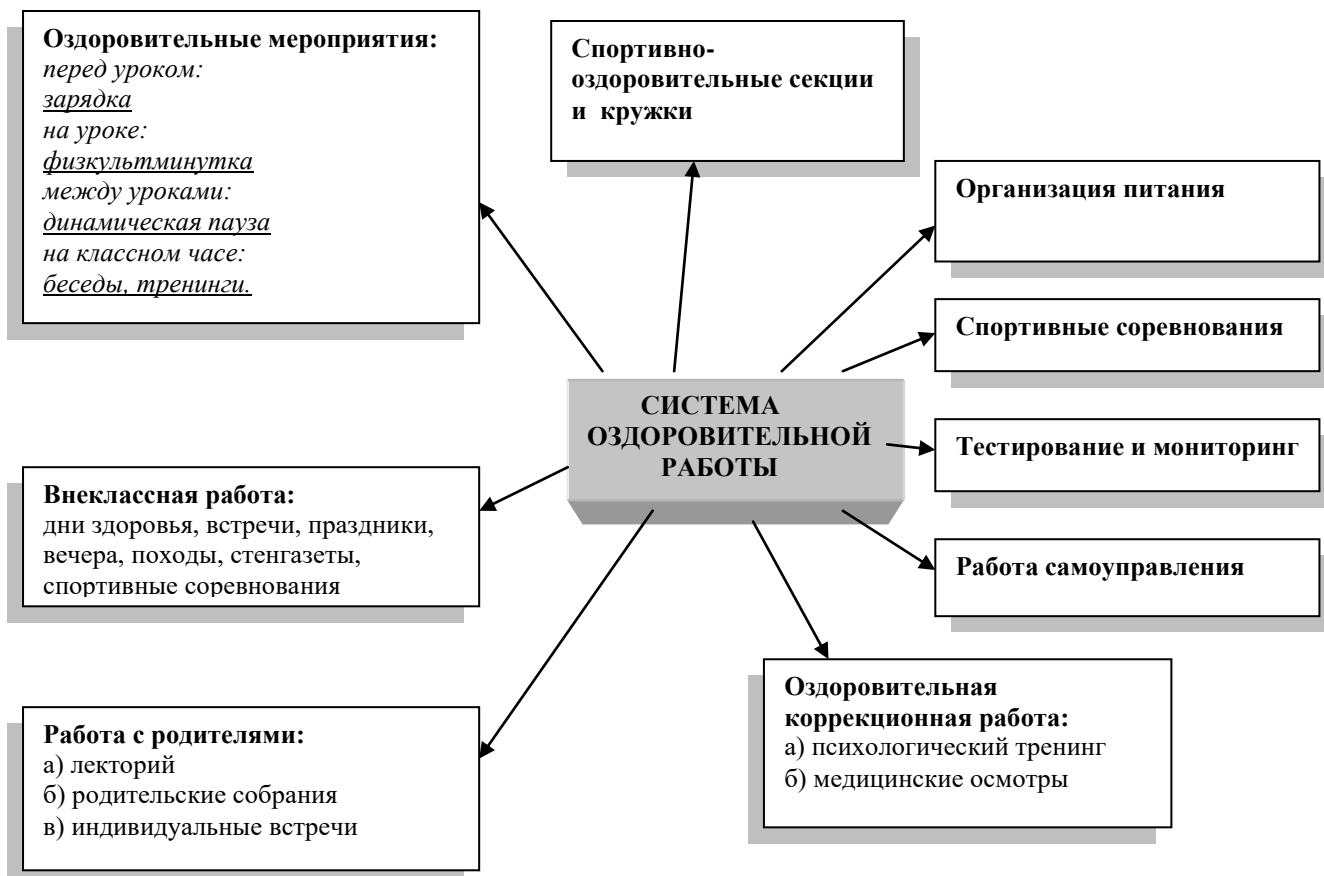 Оздоровительные мероприятия:
перед уроком:
зарядка
на уроке:
физкультминутка
между уроками:
динамическая пауза
на классном часе:
беседы, тренинги.
Спортивно-
оздоровительные секции
и кружки
Организация питания
Спортивные соревнования
СИСТЕМА
ОЗДОРОВИТЕЛЬНОЙ
РАБОТЫ
Тестирование и мониторинг
Внеклассная работа:
дни здоровья, встречи, праздники,
вечера, походы, стенгазеты,
спортивные соревнования
Работа самоуправления
Оздоровительная
коррекционная работа:
а) психологический тренинг
б) медицинские осмотры
Работа с родителями:
а) лекторий
б) родительские собрания
в) индивидуальные встречи